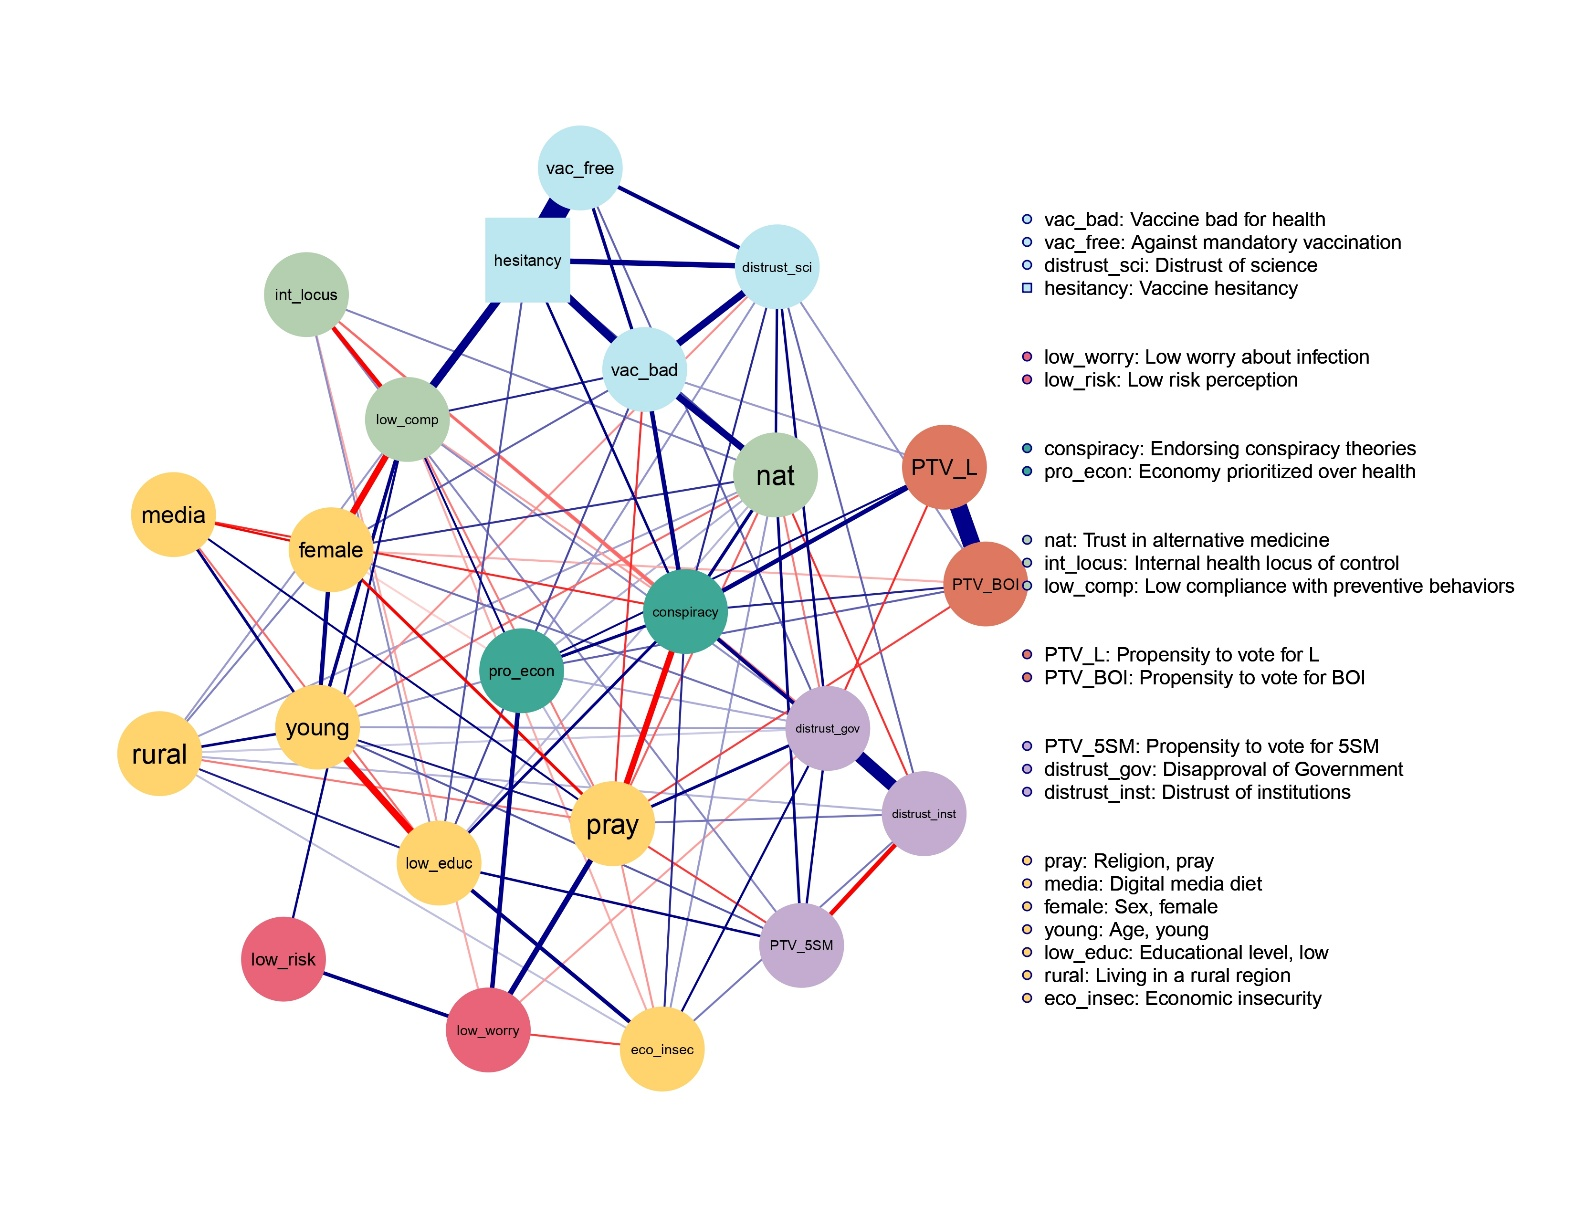 vac_free
hesitancy
distrust_sci
int_locus
vac_bad
low_comp
nat
PTV_L
media
female
PTV_BOI
conspiracy
pro_econ
young
rural
distrust_gov
pray
distrust_inst
low_educ
PTV_5SM
low_risk
low_worry
eco_insec
vac_bad: Vaccine bad for health
vac_free: Against mandatory vaccination
distrust_sci: Distrust of science
hesitancy: Vaccine hesitancy
low_worry: Low worry about infection
low_risk: Low risk perception
conspiracy: Endorsing conspiracy theories
pro_econ: Economy prioritized over health
nat: Trust in alternative medicine
int_locus: Internal health locus of control
low_comp: Low compliance with preventive behaviors
PTV_L: Propensity to vote for L
PTV_BOI: Propensity to vote for BOI
PTV_5SM: Propensity to vote for 5SM
distrust_gov: Disapproval of Government
distrust_inst: Distrust of institutions
pray: Religion, pray
media: Digital media diet
female: Sex, female
young: Age, young
low_educ: Educational level, low
rural: Living in a rural region
eco_insec: Economic insecurity